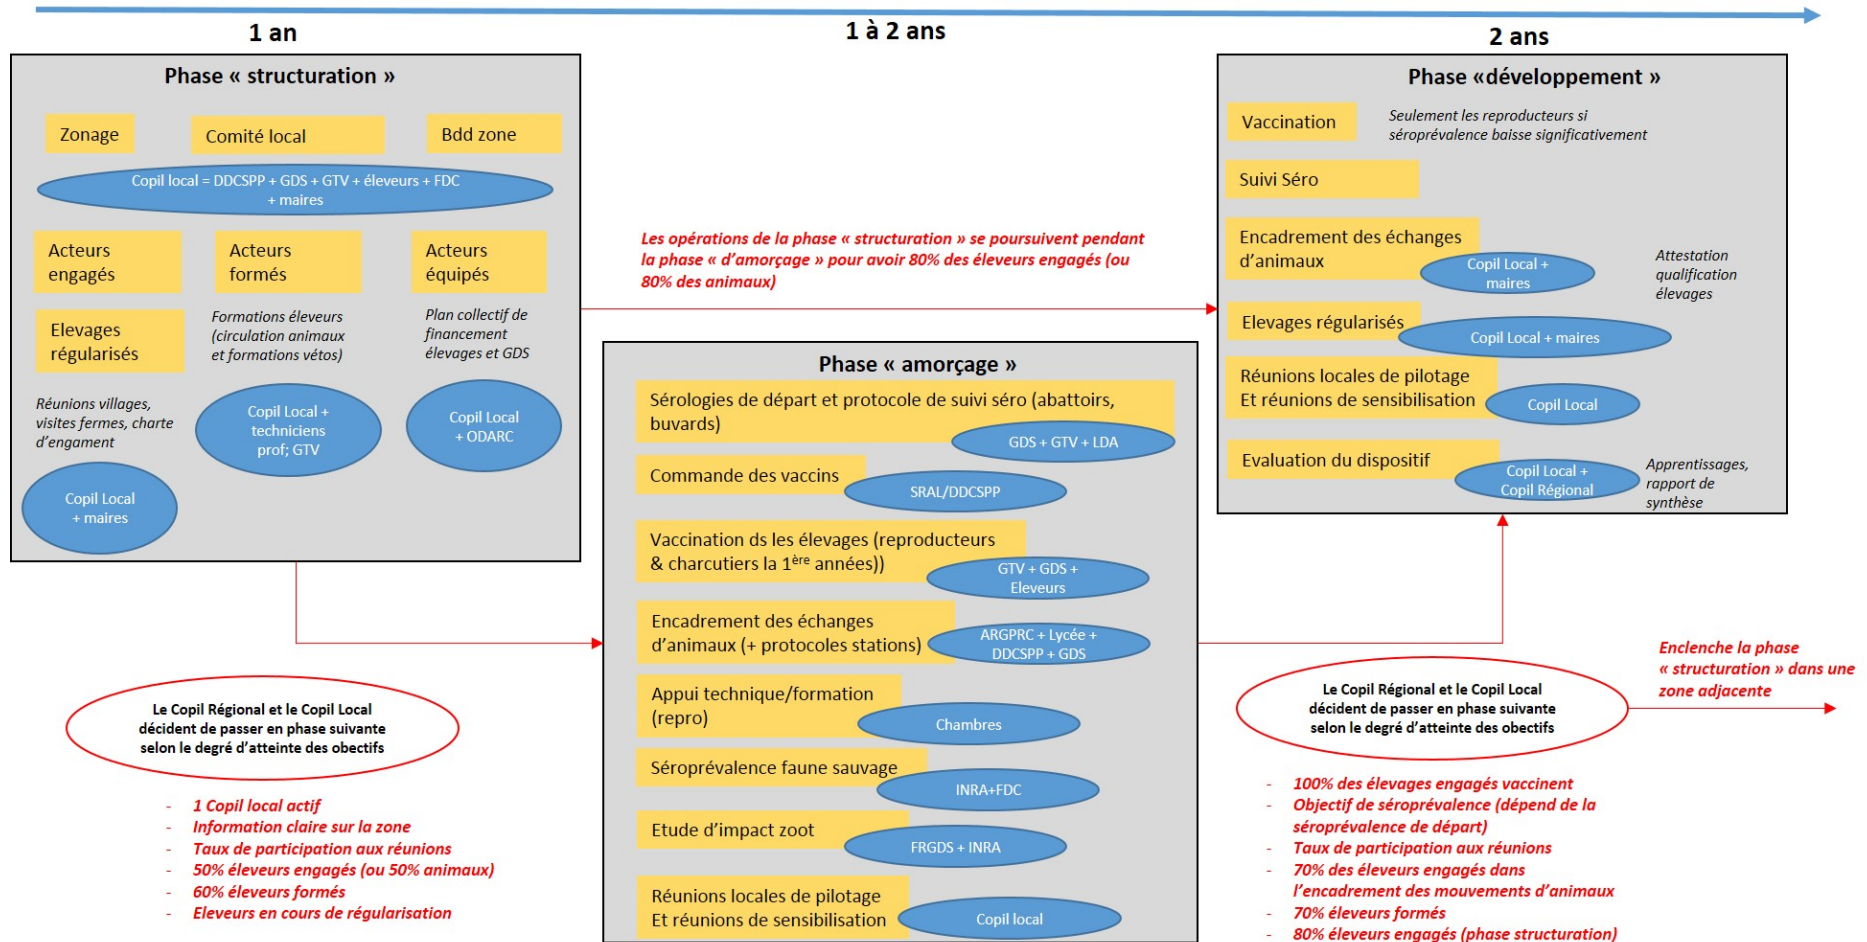 1 an
1 à 2 ans
2 ans
Phase « structuration »
Zonage
Comité local
Bdd zone
Copil local = DDCSPP + GDS + GTV + éleveurs + FDC
+ maires
Acteurs
engagés
Acteurs
formés
Acteurs
équipés
Elevages
régularisés
Formations éleveurs
(circulation animaux
et formations vétos)
Plan collectif de
financement
élevages et GDS
Réunions villages,
visites fermes, charte
d'engament
Copil Local +
techniciens
prof; GTV
Copil Local
+ ODARC
Copil Local
+ maires
Les opérations de la phase « structuration » se poursuivent pendant
la phase « d'amorçage » pour avoir 80% des éleveurs engagés (ou
80% des animaux)
Phase « amorçage »
Sérologies de départ et protocole de suivi séro (abattoirs,
buvards)
GDS + GTV + LDA
Commande des vaccins
SRAL/DDCSPP
Vaccination ds les élevages (reproducteurs
& charcutiers la 1ère années))
GTV + GDS +
Eleveurs
Encadrement des échanges
d'animaux (+ protocoles stations)
ARGPRC + Lycée +
DDCSPP + GDS
Appui technique/formation
(repro)
Chambres
Séroprévalence faune sauvage
INRA+FDC
Etude d'impact zoot
FRGDS + INRA
Réunions locales de pilotage
Et réunions de sensibilisation
Copil local
Phase «développement »
Vaccination
Seulement les reproducteurs si
séroprévalence baisse significativement
Suivi Séro
Encadrement des échanges
d'animaux
Copil Local +
maires
Attestation
qualification
élevages
Elevages régularisés
Copil Local + maires
Réunions locales de pilotage
Et réunions de sensibilisation
Copil Local
Evaluation du dispositif
Copil Local +
Copil Régional
Apprentissages,
rapport de
synthèse
Le Copil Régional et le Copil Local
décident de passer en phase suivante
selon le degré d'atteinte des obectifs
- 1 Copil local actif
- Information claire sur la zone
- Taux de participation aux réunions
- 50% éleveurs engagés (ou 50% animaux)
- 60% éleveurs formés
- Eleveurs en cours de régularisation
Le Copil Régional et le Copil Local
décident de passer en phase suivante
selon le degré d'atteinte des obectifs
Enclenche la phase
« structuration » dans une
zone adjacente
- 100% des élevages engagés vaccinent
- Objectif de séroprévalence (dépend de la
séroprévalence de départ)
- Taux de participation aux réunions
- 70% des éleveurs engagés dans
l'encadrement des mouvements d'animaux
- 70% éleveurs formés
- 80% éleveurs engagés (phase structuration)